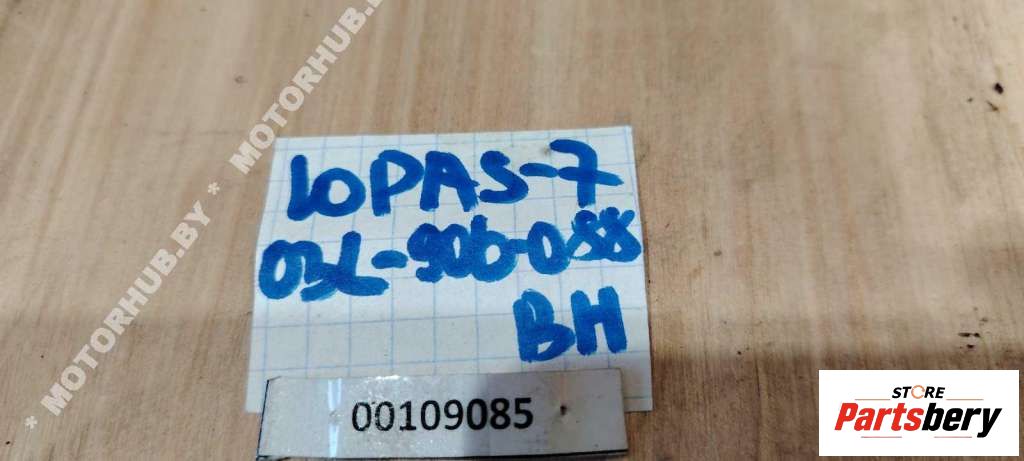 * MOTORHUB.BY * MOTORHUB.BY
10PAS-7
03L-906-088
BH
00109085
STORE
Partsbery